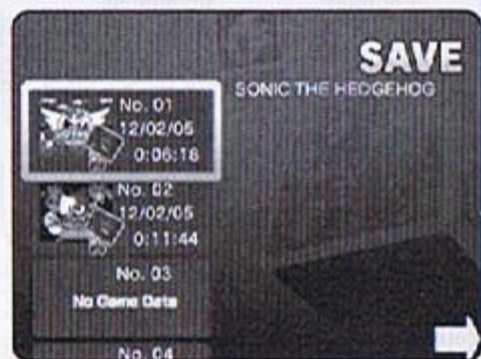 SAVE
SONIC THE HEDGEHOG
No. 01
12/02/05
0:06:18
No. 02
12/02/05
0:11:44
No. 03
No Game Data
No. 04